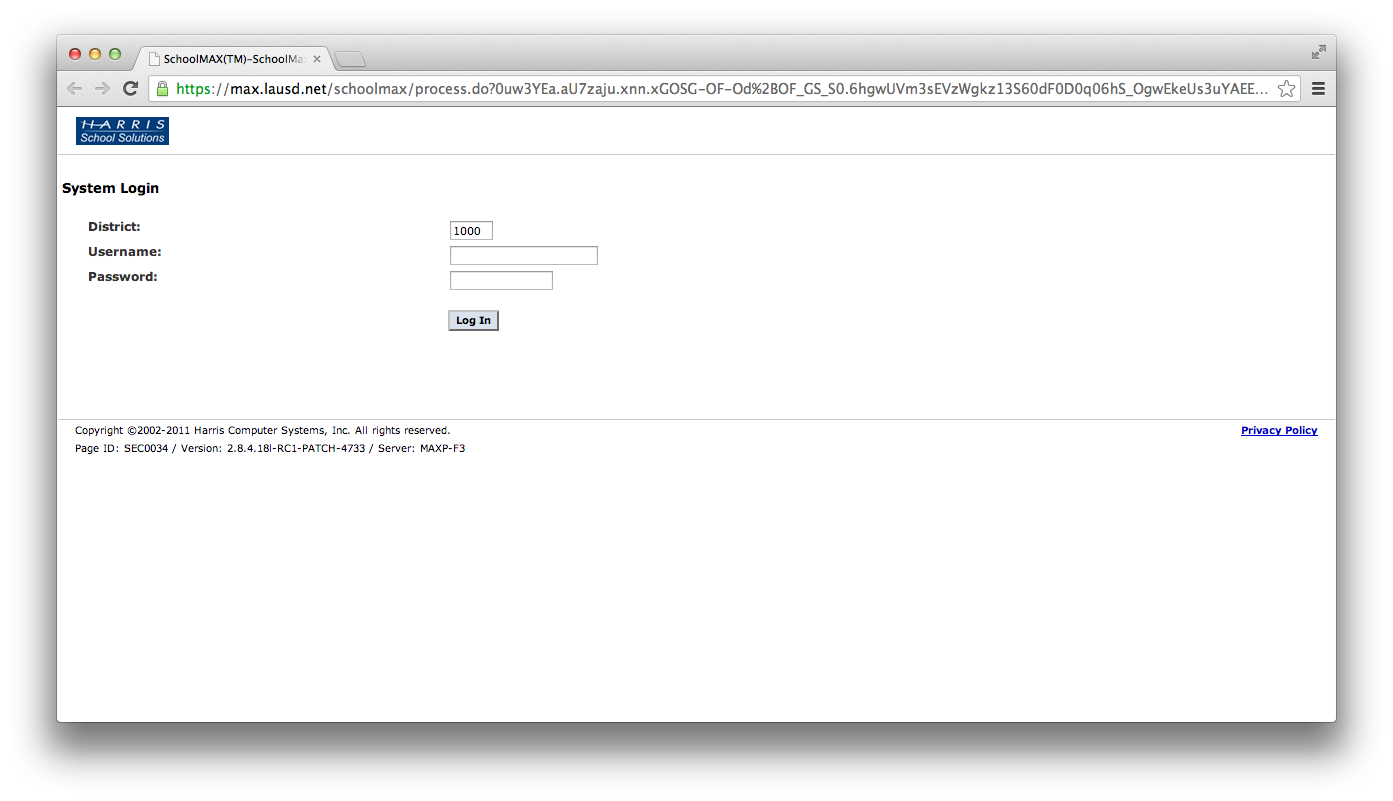 SchoolMAX(TM)–SchoolMa
https://max.lausd.net/schoolmax/process.do?0uw3YEa.aU7zaju.xnn.xGOSG-OF-Od%2BOF_GS_S0.6hgwUVm3sEVzWgkz13S60dF0D0q06hS_OgwEkeUs3uYAEE...
HARRIS
School Solutions
System Login
District: 1000
Username:
Password:
Log In
Copyright ©2002-2011 Harris Computer Systems, Inc. All rights reserved. Privacy Policy
Page ID: SEC0034 / Version: 2.8.4.18l-RC1-PATCH-4733 / Server: MAXP-F3